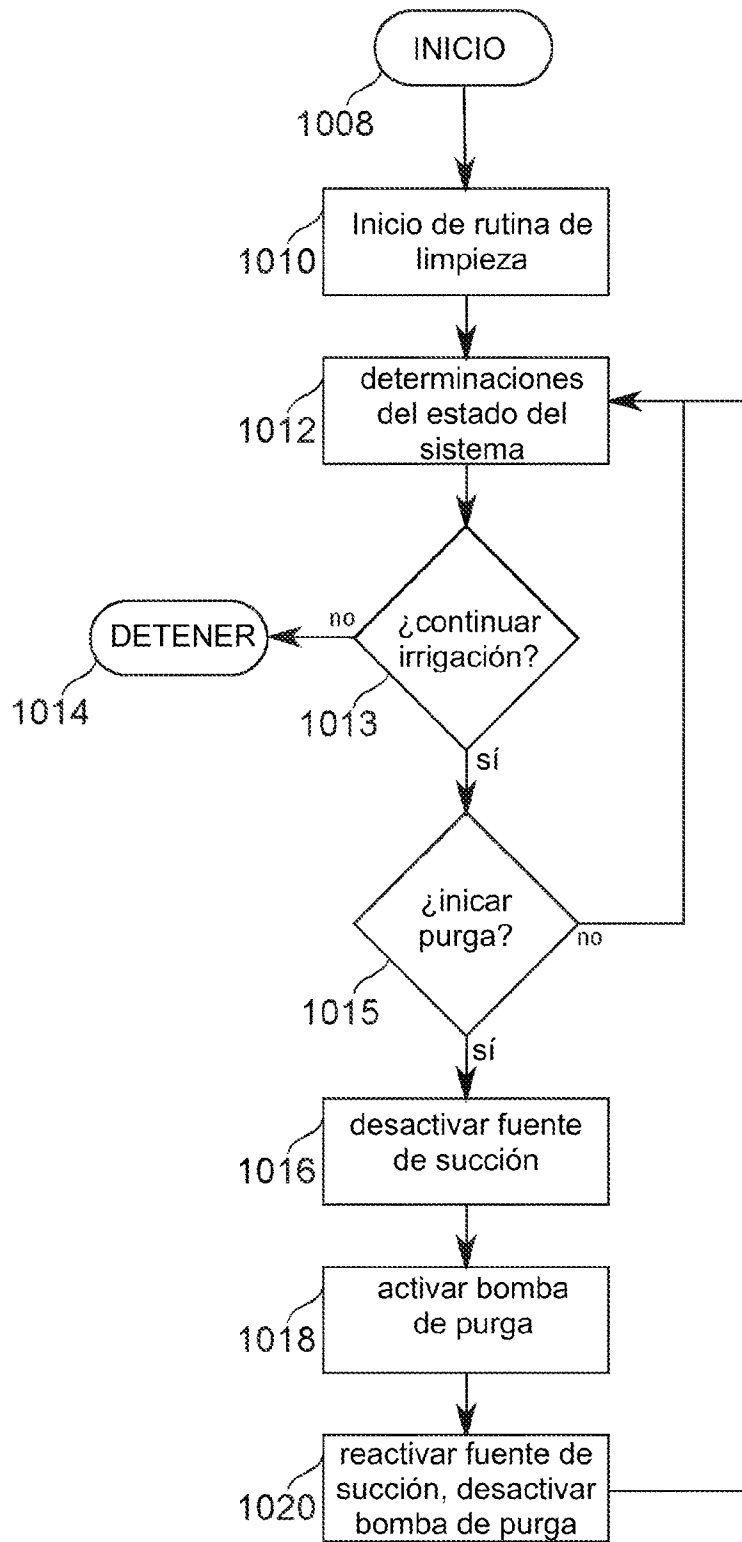 INICIO
1008
Inicio de rutina de
limpieza
1010
determinaciones
del estado del
sistema
1012
¿continuar
irrigación?
no
DETENER
1014
1013
sí
¿inicar
purga?
no
1015
sí
desactivar fuente
de succión
1016
activar bomba
de purga
1018
reactivar fuente de
succión, desactivar
bomba de purga
1020